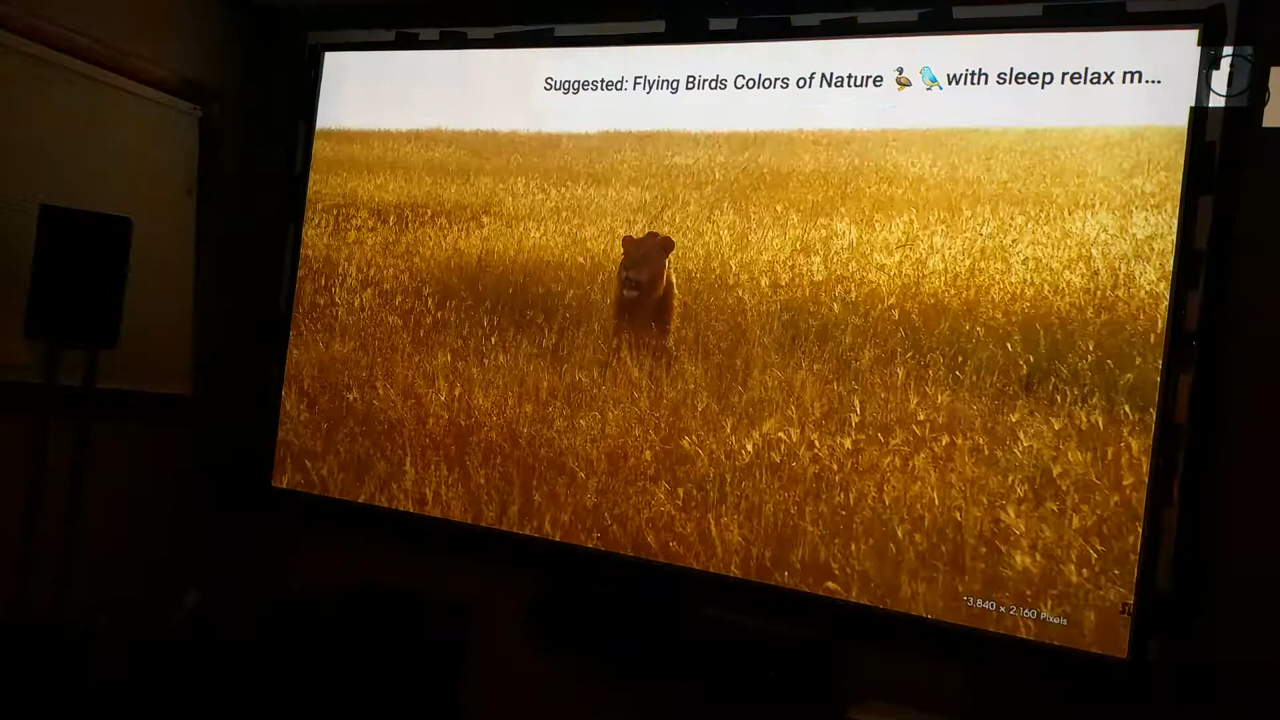 Suggested: Flying Birds Colors of Nature 🦆🐦with sleep relax m...
*3,840 x 2,160 Pixels